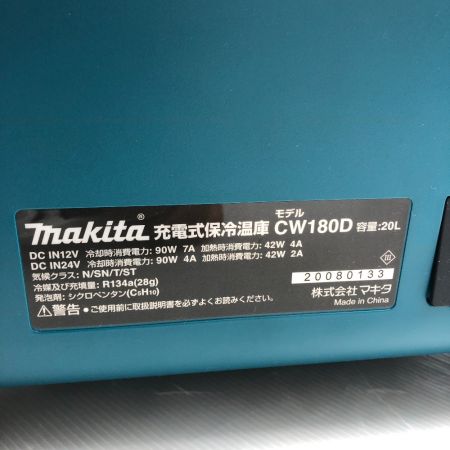 makita® 充電式保冷温庫 モデル CW180D 容量:20L
DC IN12V 冷却時消費電力: 90W 7A 加熱時消費電力: 42W 4A
DC IN24V 冷却時消費電力: 90W 4A 加熱時消費電力: 42W 2A
気候クラス: N/SN/T/ST
冷媒及び充填量: R134a(28g)
発泡剤: シクロペンタン(C5H10)
⚠警告 ・ご使用前に取扱説明書を必ずよくお読みください。
20080133
株式会社 マキタ
Made in China